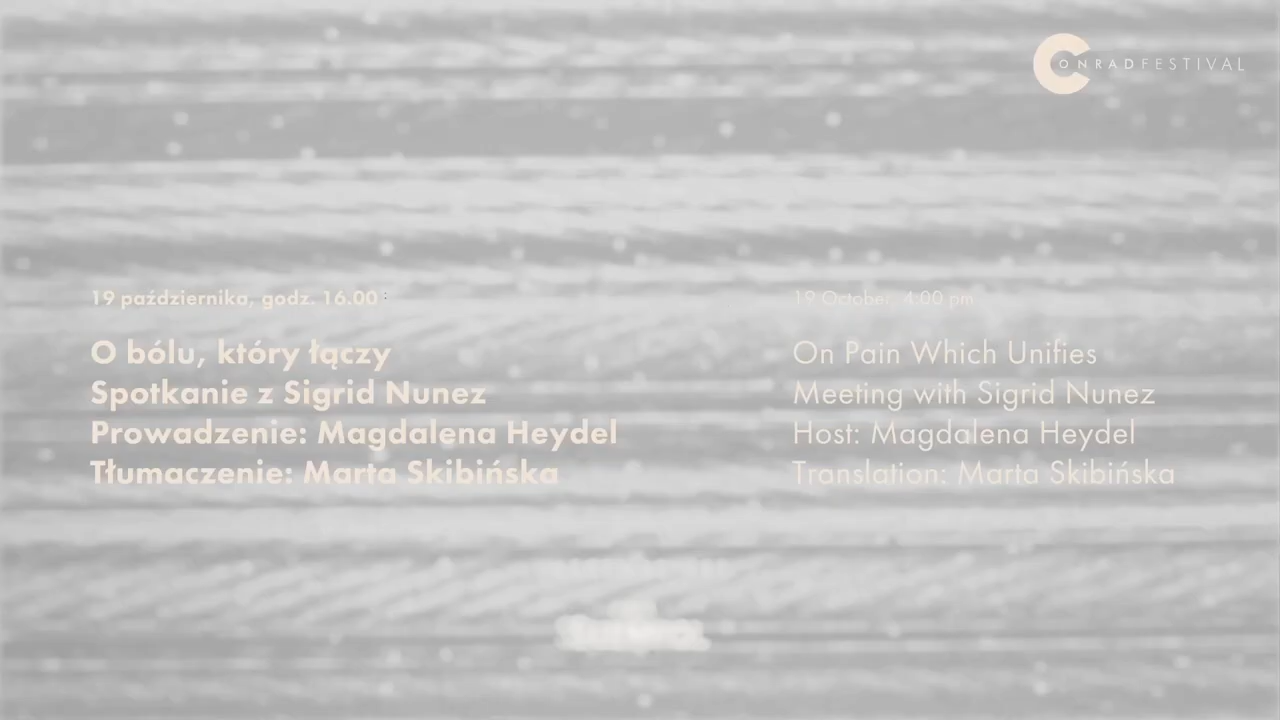 CONRADFESTIVAL
19 października, godz. 16.00
O bólu, który łączy
Spotkanie z Sigrid Nunez
Prowadzenie: Magdalena Heydel
Tłumaczenie: Marta Skibińska
19 October, 4:00 pm
On Pain Which Unifies
Meeting with Sigrid Nunez
Host: Magdalena Heydel
Translation: Marta Skibińska